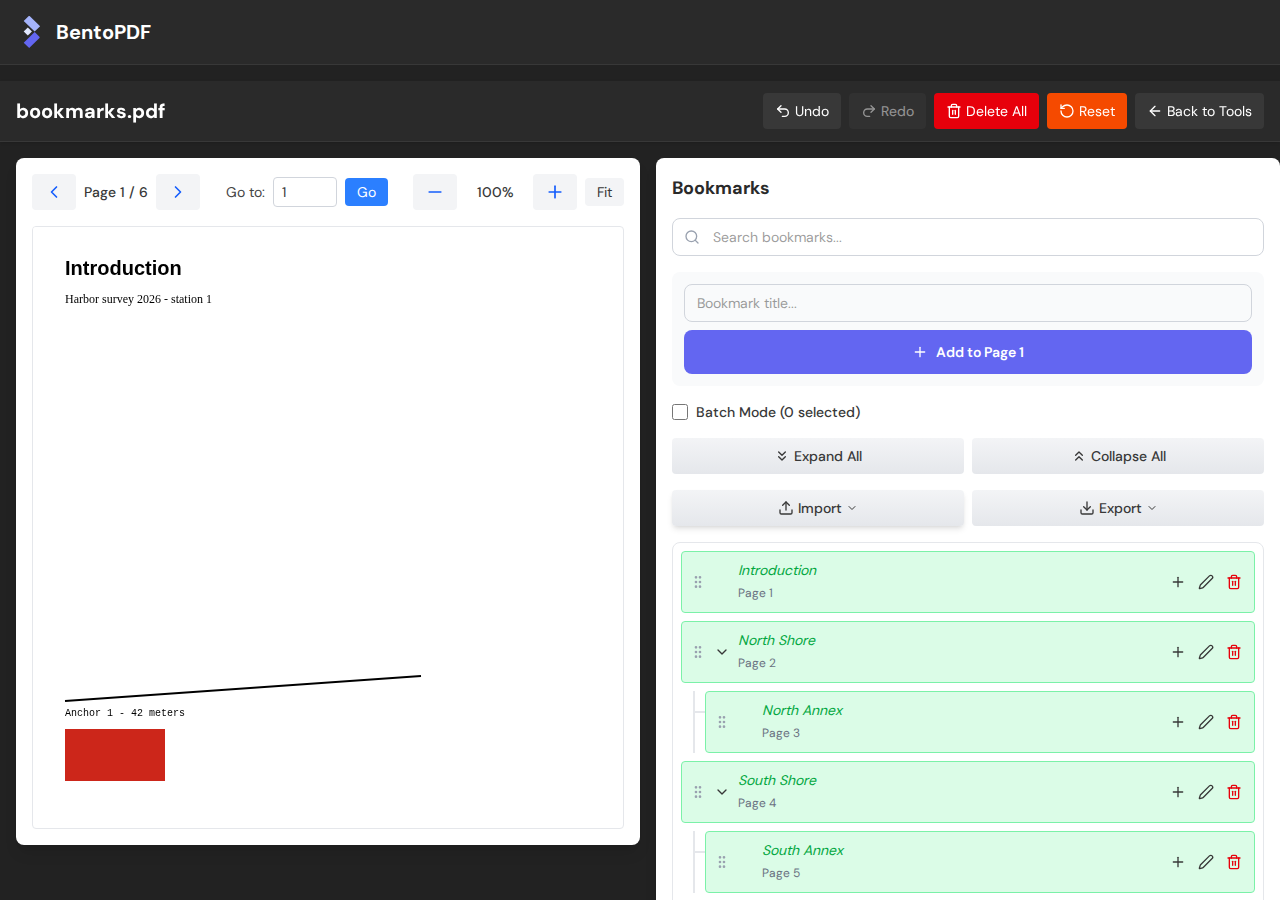 BentoPDF
bookmarks.pdf
Undo
Redo
Delete All
Reset
Back to Tools
Page 1 / 6
Go to:
1
Go
100%
Fit
Introduction
Harbor survey 2026 - station 1
Anchor 1 - 42 meters
Bookmarks
Search bookmarks...
Bookmark title...
Add to Page 1
Batch Mode (0 selected)
Expand All
Collapse All
Import
Export
Introduction
Page 1
North Shore
Page 2
North Annex
Page 3
South Shore
Page 4
South Annex
Page 5